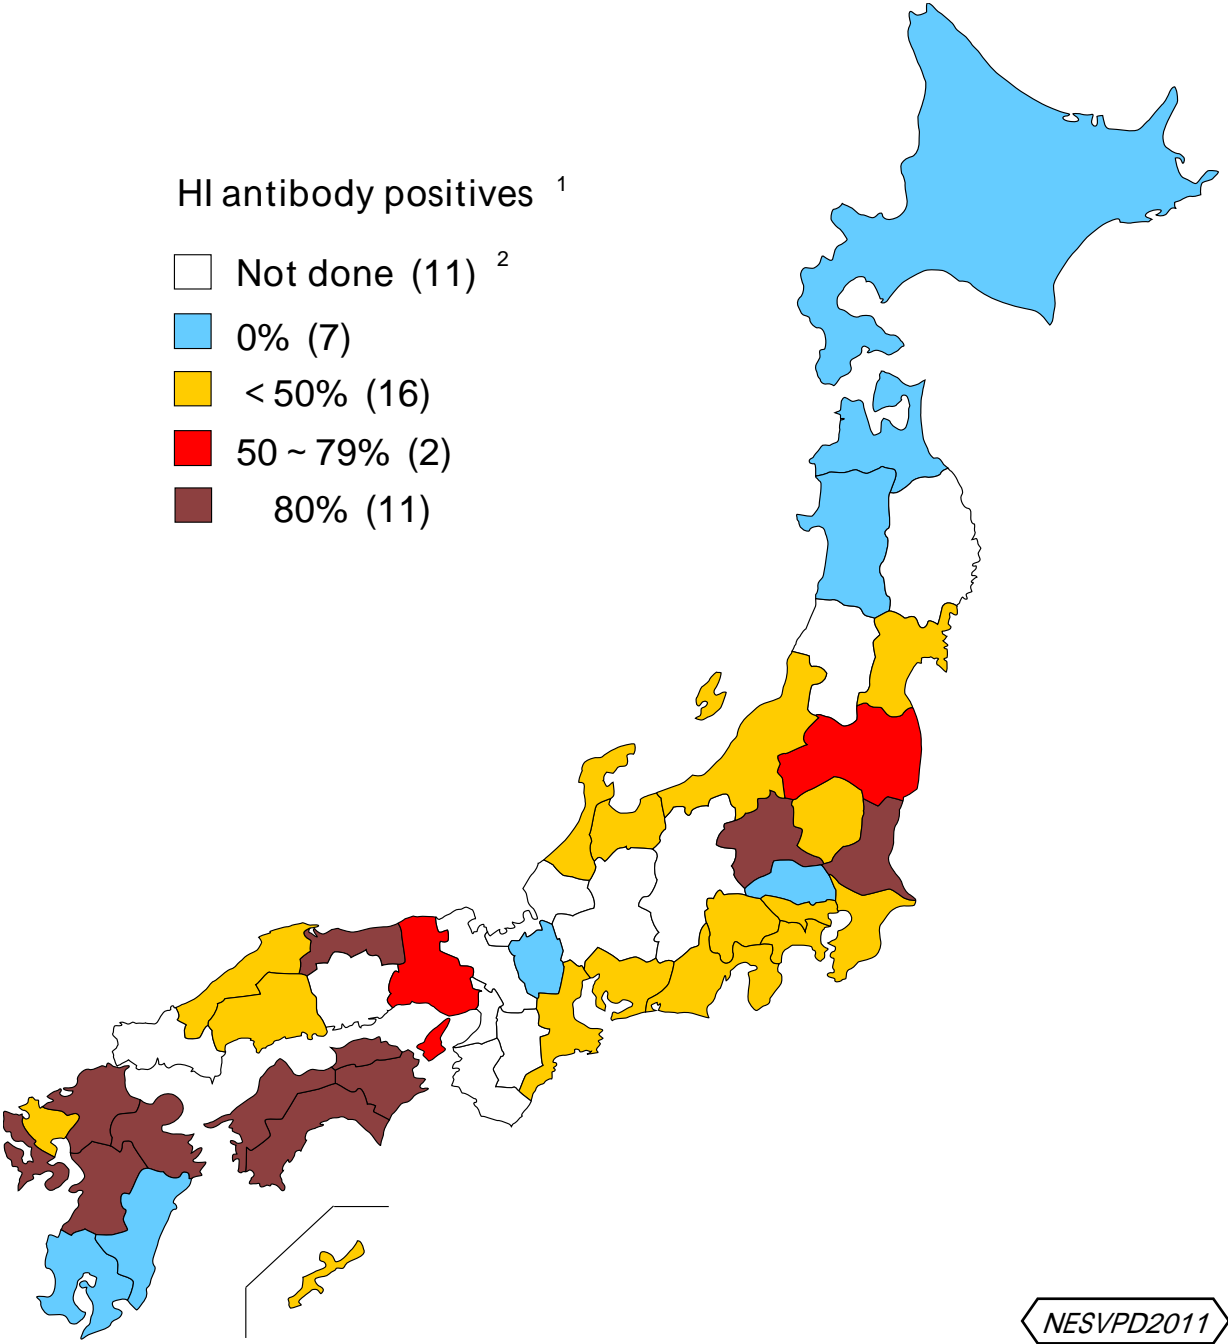 HI antibody positives 1
Not done (11) 2
0% (7)
< 50% (16)
50 ~ 79% (2)
80% (11)
NESVPD2011